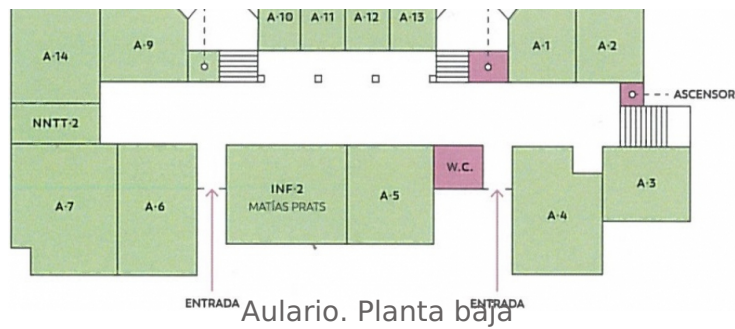 A-10
A-11
A-12
A-13
A-14
A-9
A-1
A-2
ASCENSOR
NNTT-2
W.C.
A-7
A-6
INF-2
MATÍAS PRATS
A-5
A-4
A-3
ENTRADA
ENTRADA
Aulario. Planta baja